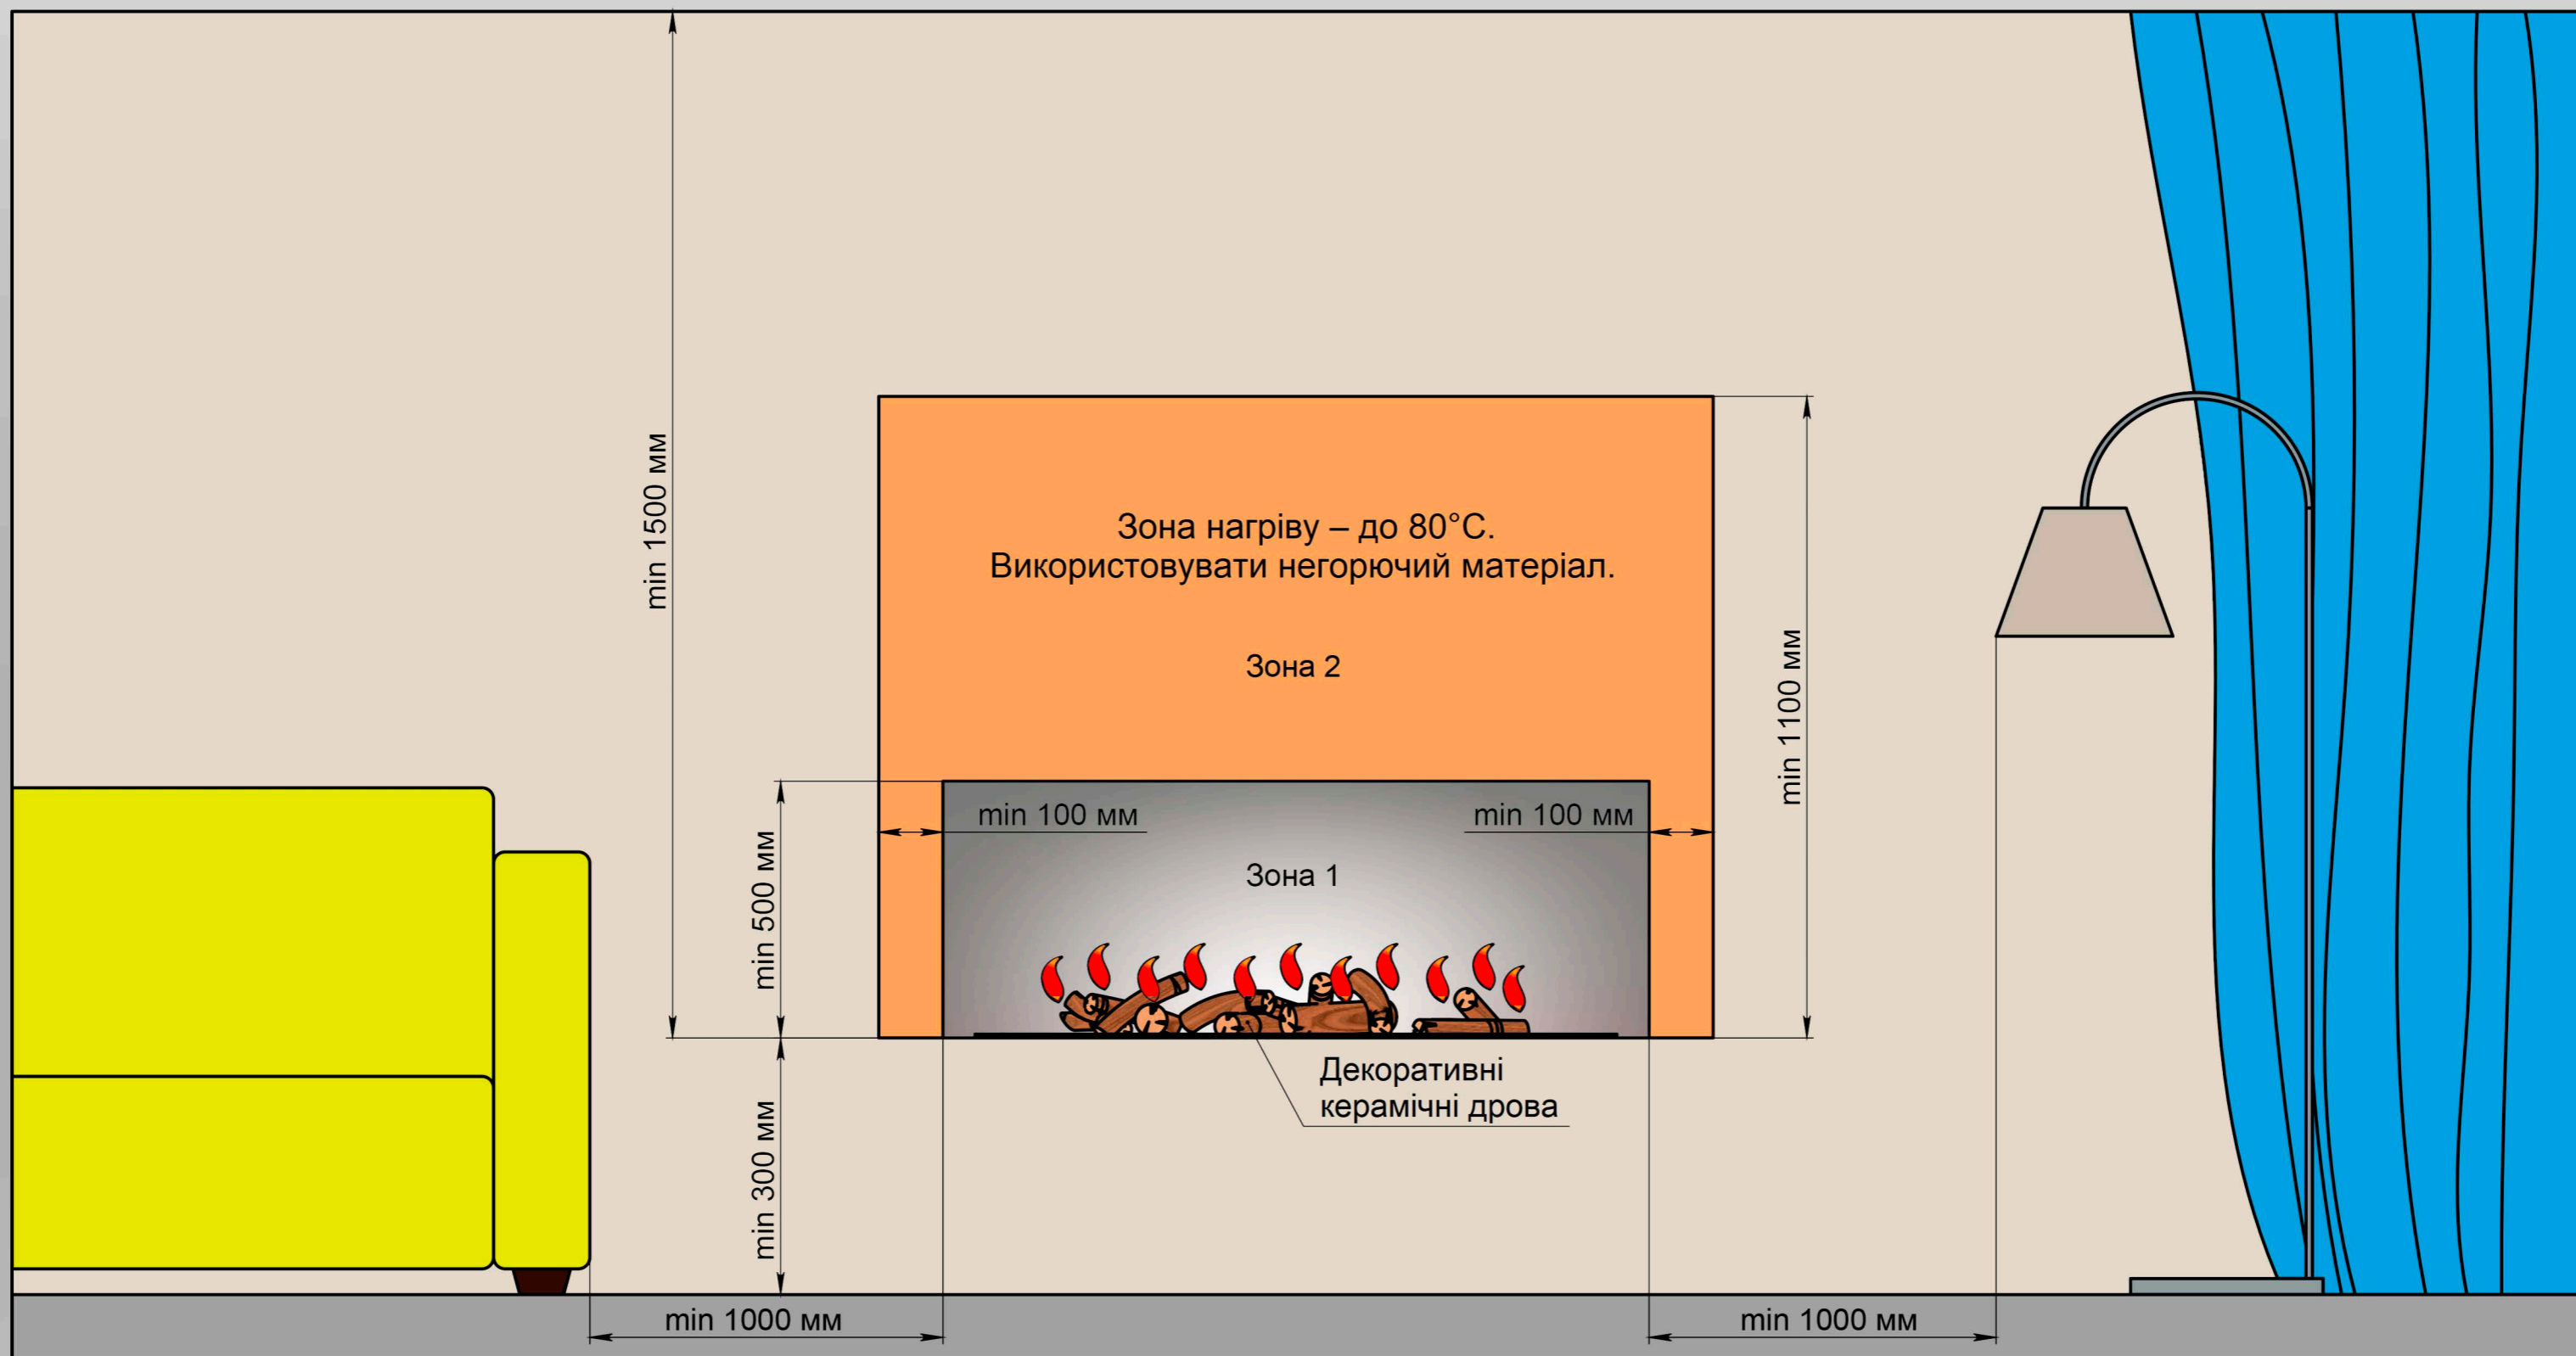 min 1500 мм
Зона нагріву – до 80°C.
Використовувати негорючий матеріал.
Зона 2
min 1100 мм
min 100 мм
min 100 мм
min 500 мм
Зона 1
Декоративні
керамічні дрова
min 300 мм
min 1000 мм
min 1000 мм